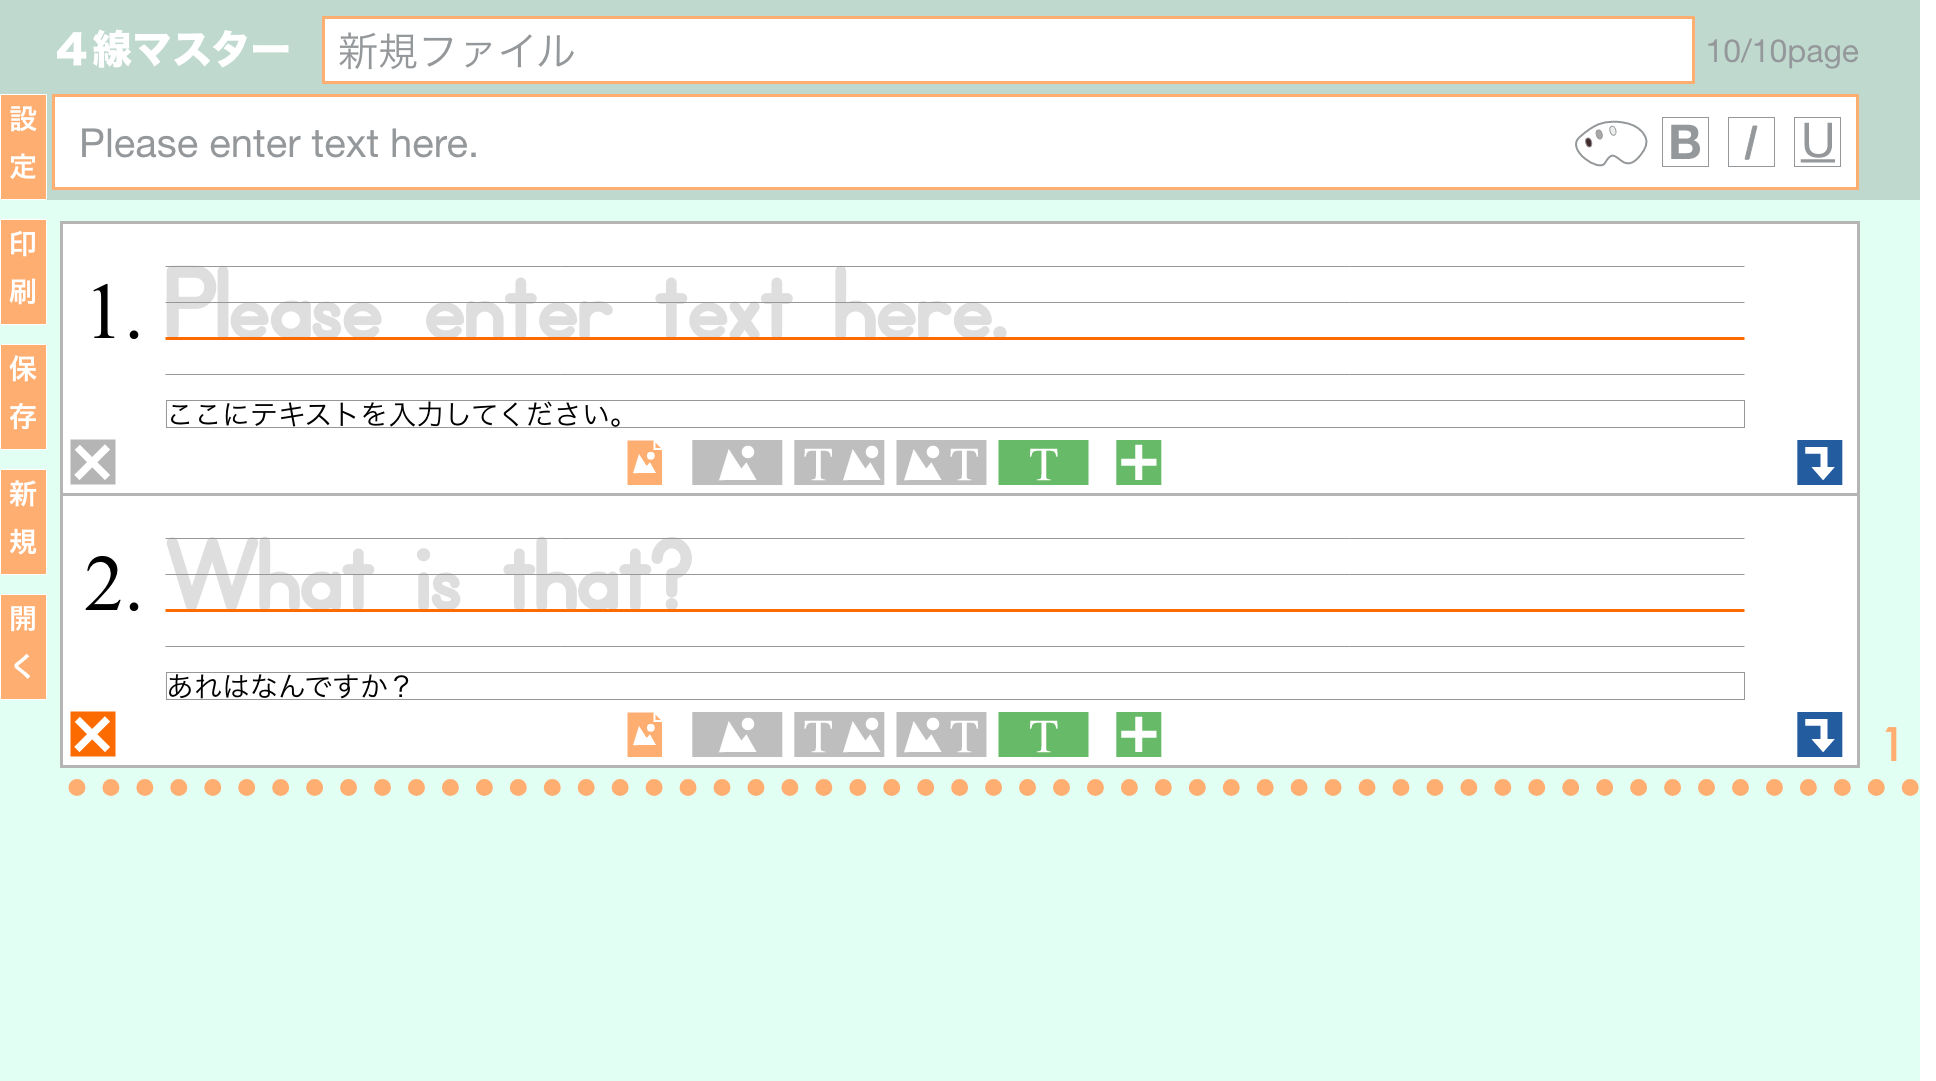 4線マスター 新規ファイル 10/10page
設定
Please enter text here. B I U
印刷
1. Please enter text here.
保存
ここにテキストを入力してください。
T T T
新規
2. What is that?
開く
あれはなんですか？
T T T
1